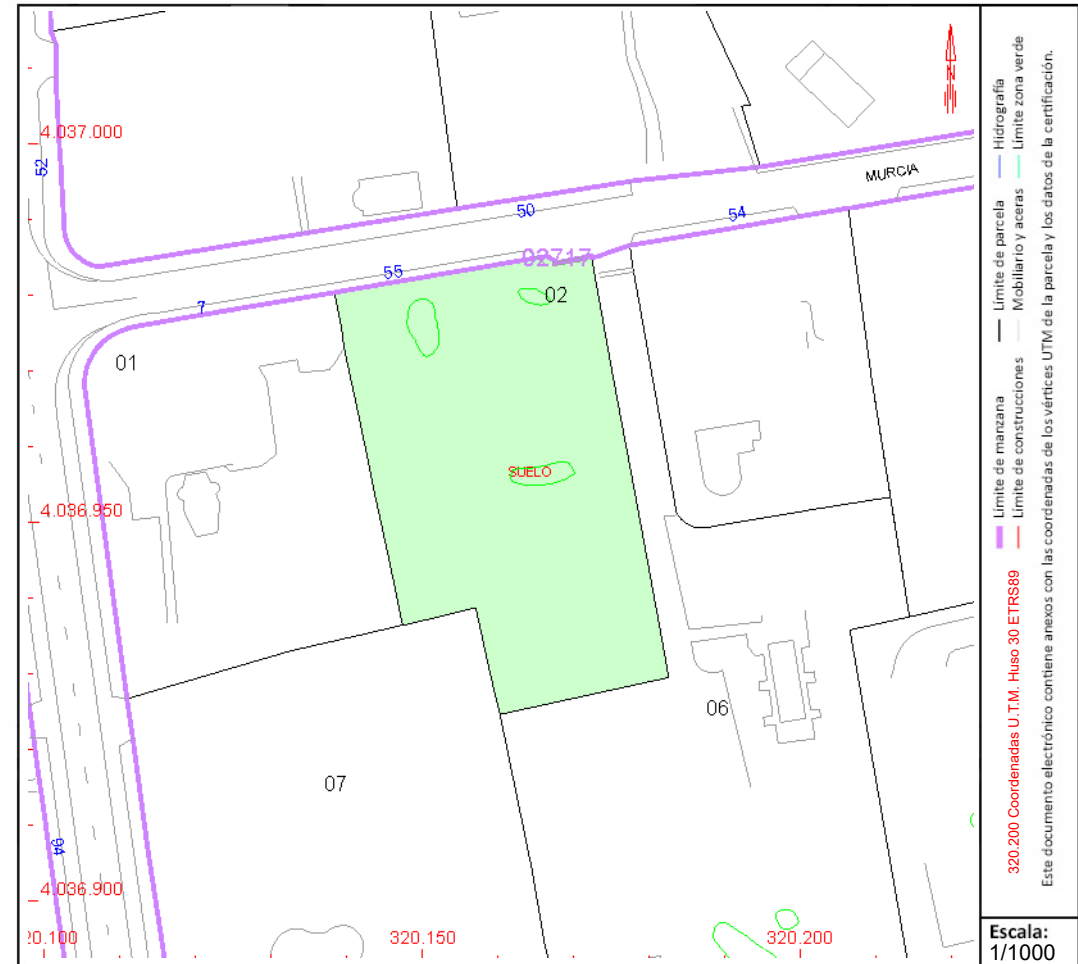 4.037.000
52
MURCIA
50
54
02717
55
02
7
01
SUELO
4.036.950
06
07
94
4.036.900
20.100
320.150
320.200
N
Límite de manzana
Límite de parcela
Hidrografía
Límite de construcciones
Mobiliario y aceras
Límite zona verde
320.200 Coordenadas U.T.M. Huso 30 ETRS89
Este documento electrónico contiene anexos con las coordenadas de los vértices UTM de la parcela y los datos de la certificación.
Escala:
1/1000